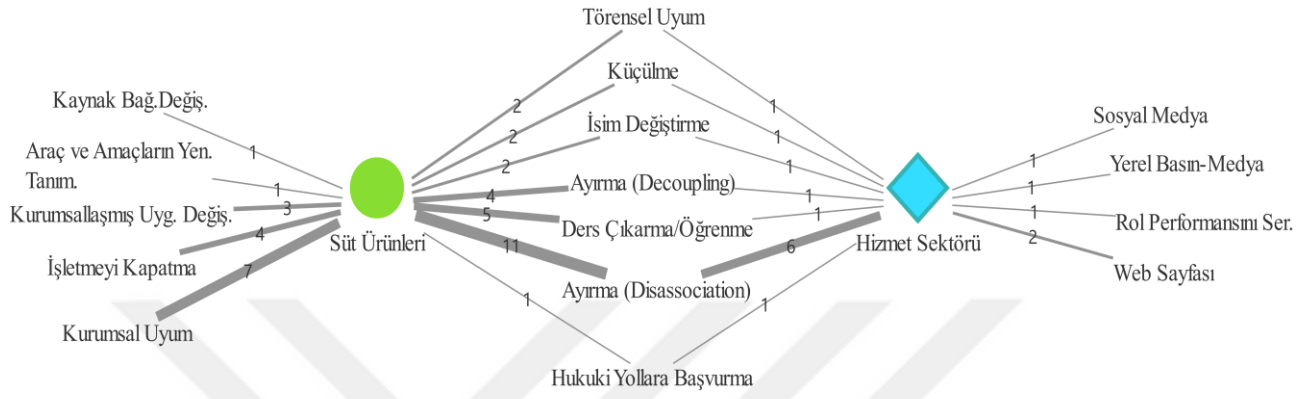 Törensel Uyum
Küçülme
İsim Değiştirme
Ayırma (Decoupling)
Ders Çıkarma/Öğrenme
Ayırma (Disassociation)
Hukuki Yollara Başvurma
Kaynak Bağ.Değiş.
Araç ve Amaçların Yen.
Tanım.
Kurumsallaşmış Uyg. Değiş.
İşletmeyi Kapatma
Kurumsal Uyum
Süt Ürünleri
Hizmet Sektörü
Sosyal Medya
Yerel Basın-Medya
Rol Performansını Ser.
Web Sayfası
1
1
3
4
7
2
2
2
4
5
11
1
1
1
1
1
1
6
1
1
1
1
2